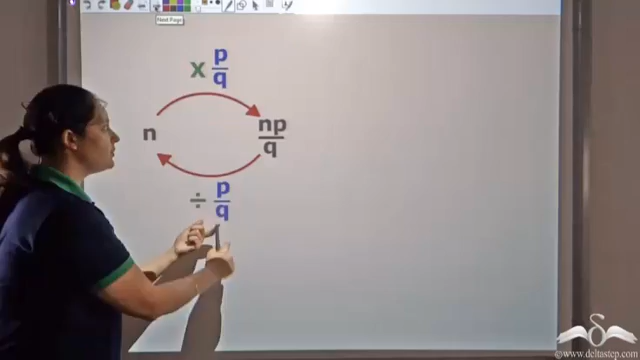 Next Page
x p/q
n
np/q
÷ p/q
© www.deltastep.com